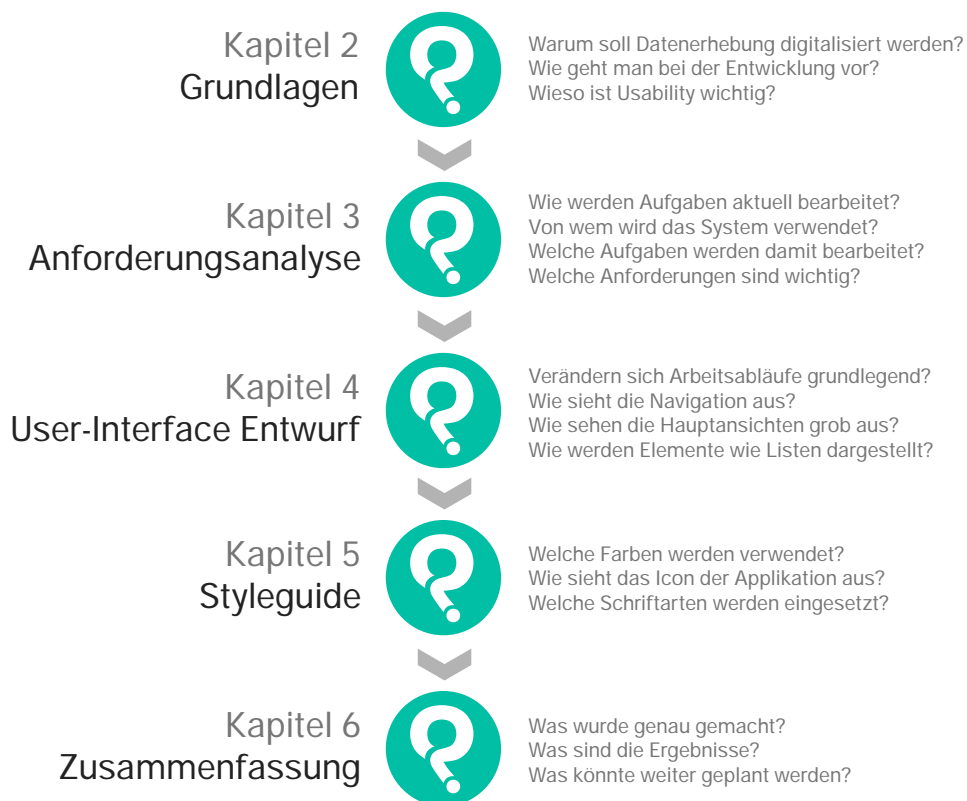 Kapitel 2
Grundlagen
Warum soll Datenerhebung digitalisiert werden?
Wie geht man bei der Entwicklung vor?
Wieso ist Usability wichtig?
Kapitel 3
Anforderungsanalyse
Wie werden Aufgaben aktuell bearbeitet?
Von wem wird das System verwendet?
Welche Aufgaben werden damit bearbeitet?
Welche Anforderungen sind wichtig?
Kapitel 4
User-Interface Entwurf
Verändern sich Arbeitsabläufe grundlegend?
Wie sieht die Navigation aus?
Wie sehen die Hauptansichten grob aus?
Wie werden Elemente wie Listen dargestellt?
Kapitel 5
Styleguide
Welche Farben werden verwendet?
Wie sieht das Icon der Applikation aus?
Welche Schriftarten werden eingesetzt?
Kapitel 6
Zusammenfassung
Was wurde genau gemacht?
Was sind die Ergebnisse?
Was könnte weiter geplant werden?